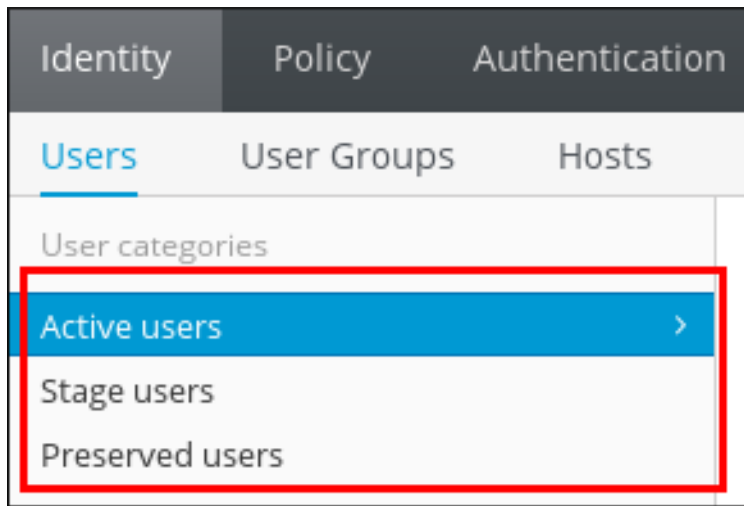 Identity Policy Authentication
Users User Groups Hosts
User categories
Active users
Stage users
Preserved users